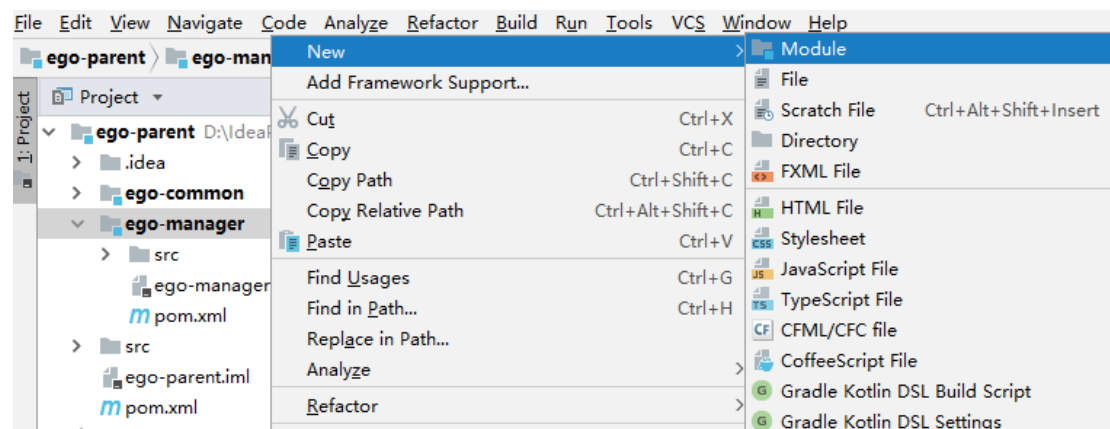 File Edit View Navigate Code Analyze Refactor Build Run Tools VCS Window Help
ego-parent ego-man
1: Project
Project
ego-parent D:\Idea
.idea
ego-common
ego-manager
src
ego-manager
pom.xml
src
ego-parent.iml
pom.xml
New
Add Framework Support...
Cut Ctrl+X
Copy Ctrl+C
Copy Path Ctrl+Shift+C
Copy Relative Path Ctrl+Alt+Shift+C
Paste Ctrl+V
Find Usages Ctrl+G
Find in Path... Ctrl+H
Replace in Path...
Analyze
Refactor
Module
File
Scratch File Ctrl+Alt+Shift+Insert
Directory
FXML File
H HTML File
CSS Stylesheet
JS JavaScript File
TS TypeScript File
CF CFML/CFC file
CoffeeScript File
G Gradle Kotlin DSL Build Script
G Gradle Kotlin DSL Settings